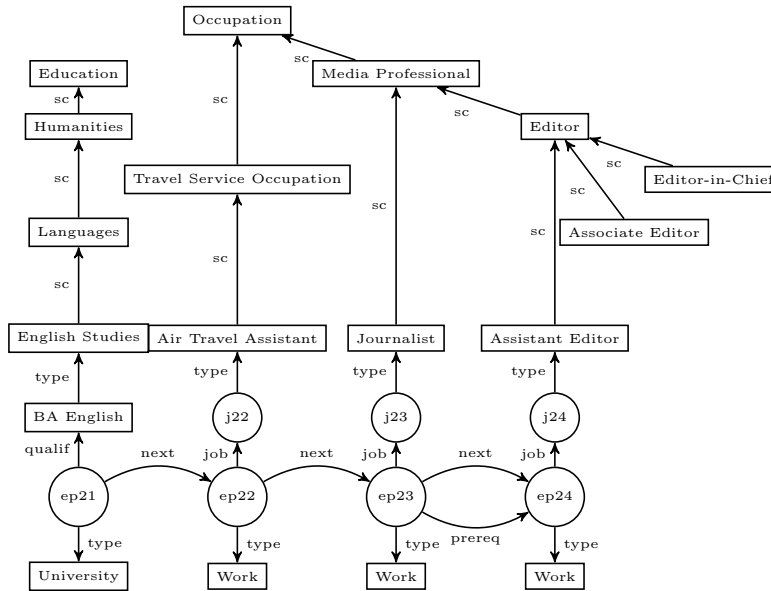 Occupation
sc
Education
Media Professional
sc
sc
sc
Humanities
Editor
sc
sc
Travel Service Occupation
Editor-in-Chief
sc
sc
Languages
Associate Editor
sc
sc
sc
sc
English Studies
Air Travel Assistant
Journalist
Assistant Editor
type
type
type
type
BA English
j22
j23
j24
qualif
next
job
next
job
next
job
ep21
ep22
ep23
ep24
prereq
type
type
type
type
University
Work
Work
Work